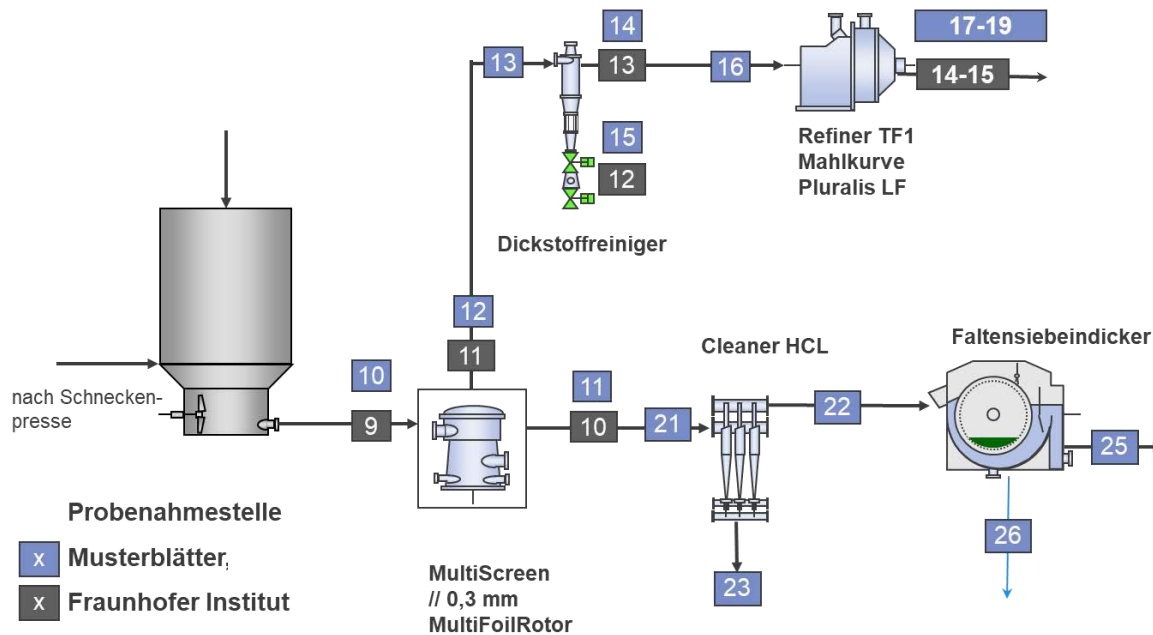 14
17-19
13
13
16
14-15
15
12
Refiner TF1
Mahlkurve
Pluralis LF
Dickstoffreiniger
12
11
Cleaner HCL
Faltensiebeindicker
nach Schnecken-
presse
10
9
11
10
21
22
25
26
23
Probenahmestelle
x Musterblätter,
x Fraunhofer Institut
MultiScreen
// 0,3 mm
MultiFoilRotor